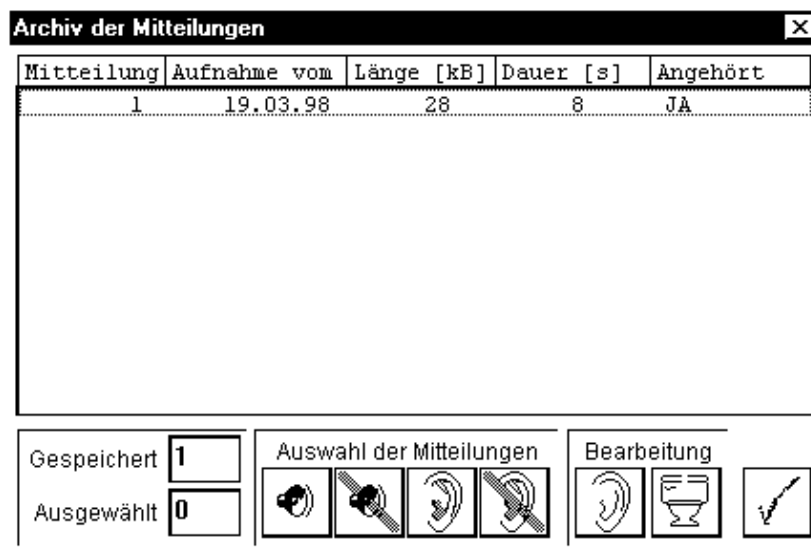 Archiv der Mitteilungen
Mitteilung Aufnahme vom Länge [kB] Dauer [s] Angehört
1 19.03.98 28 8 JA
Gespeichert 1 Auswahl der Mitteilungen Bearbeitung
Ausgewählt 0